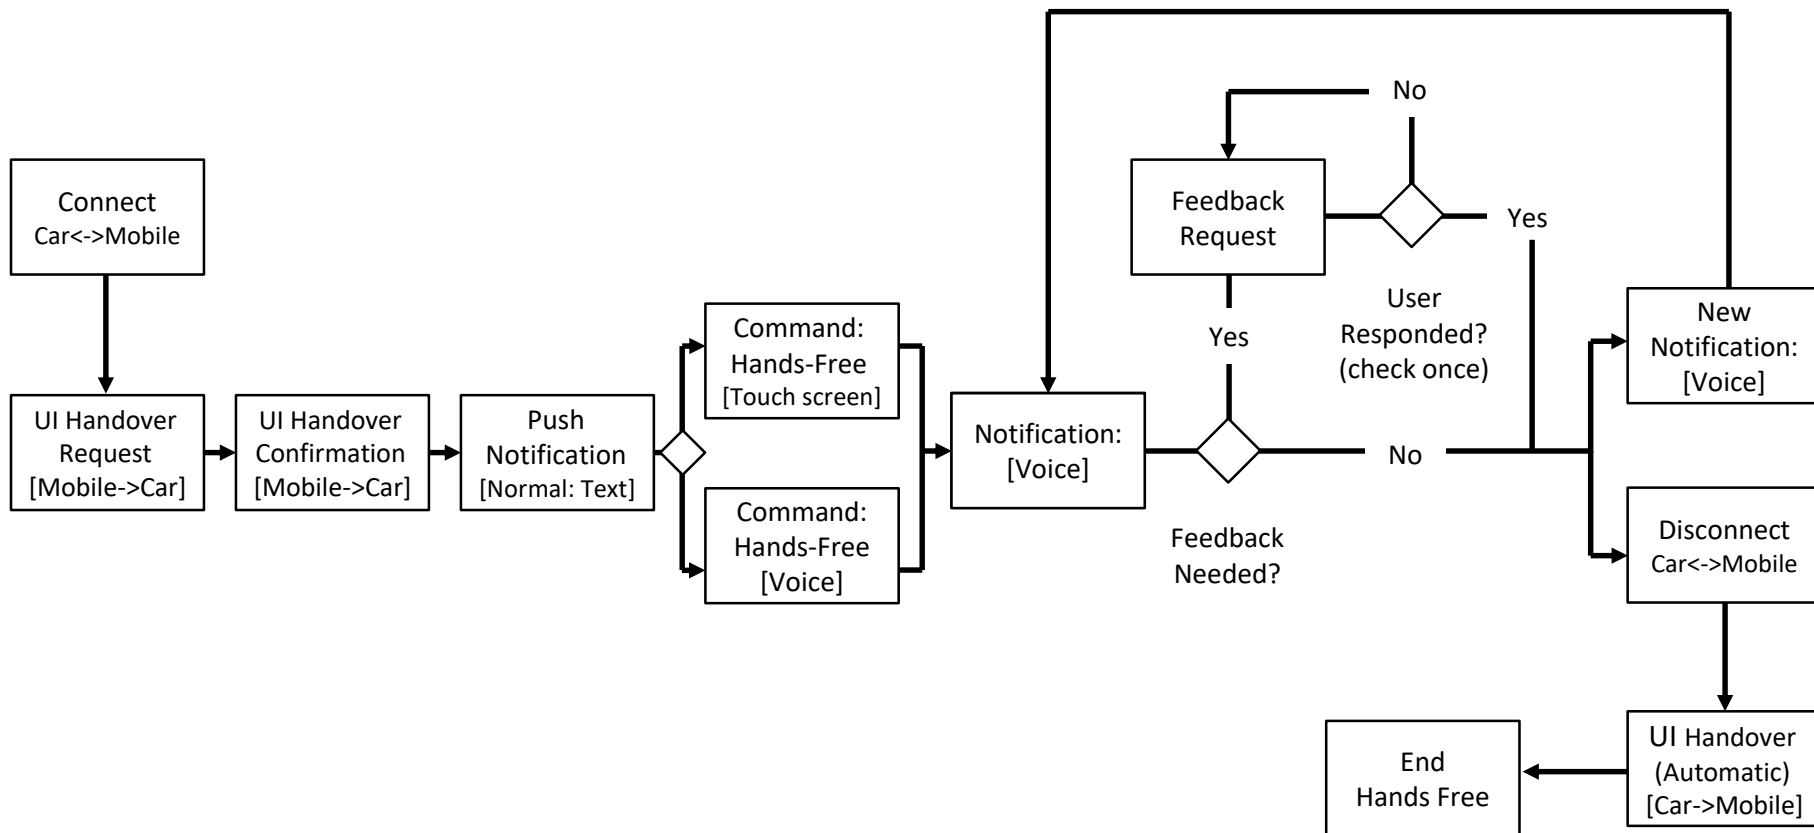 Connect
Car<->Mobile
UI Handover
Request
[Mobile->Car]
UI Handover
Confirmation
[Mobile->Car]
Push
Notification
[Normal: Text]
Command:
Hands-Free
[Touch screen]
Command:
Hands-Free
[Voice]
Notification:
[Voice]
Feedback
Needed?
Yes
No
Feedback
Request
No
Yes
User
Responded?
(check once)
New
Notification:
[Voice]
Disconnect
Car<->Mobile
UI Handover
(Automatic)
[Car->Mobile]
End
Hands Free